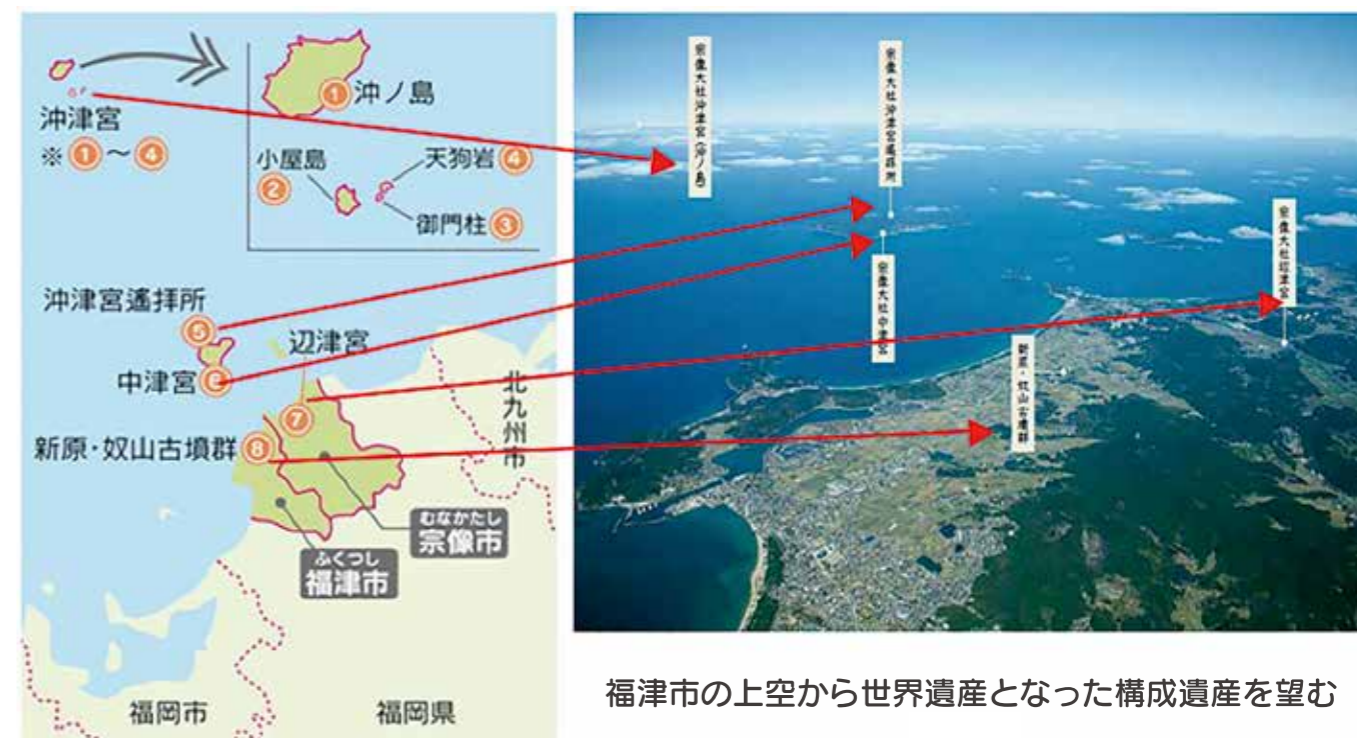 ① 沖ノ島
沖津宮
※①～④
小屋島
②
天狗岩④
御門柱③
沖津宮遙拝所
⑤
辺津宮
中津宮
⑦
新原・奴山古墳群⑧
北九州市
むなかたし
宗像市
ふくつし
福津市
福岡市
福岡県
宗像大社沖津宮(沖ノ島)
宗像大社沖津宮遙拝所
宗像大社中津宮
宗像大社辺津宮
新原・奴山古墳群
福津市の上空から世界遺産となった構成遺産を望む